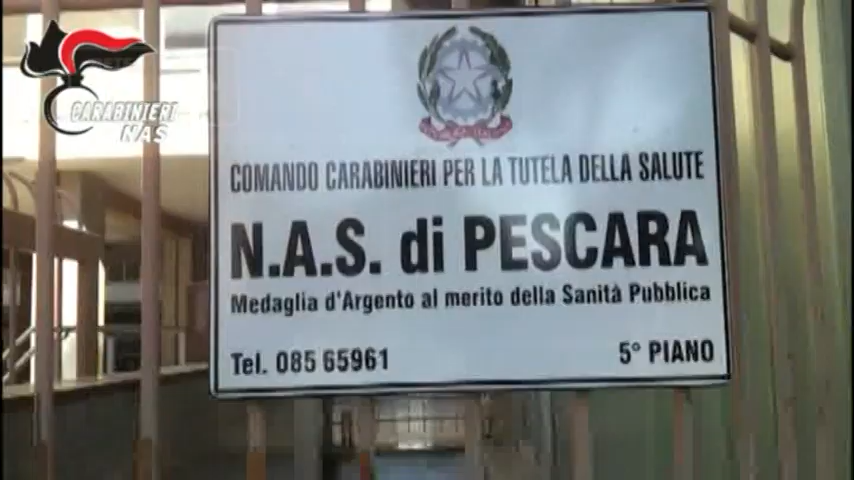 CARABINIERI
NAS
COMANDO CARABINIERI PER LA TUTELA DELLA SALUTE
N.A.S. di PESCARA
Medaglia d'Argento al merito della Sanità Pubblica
Tel. 085 65961
5° PIANO